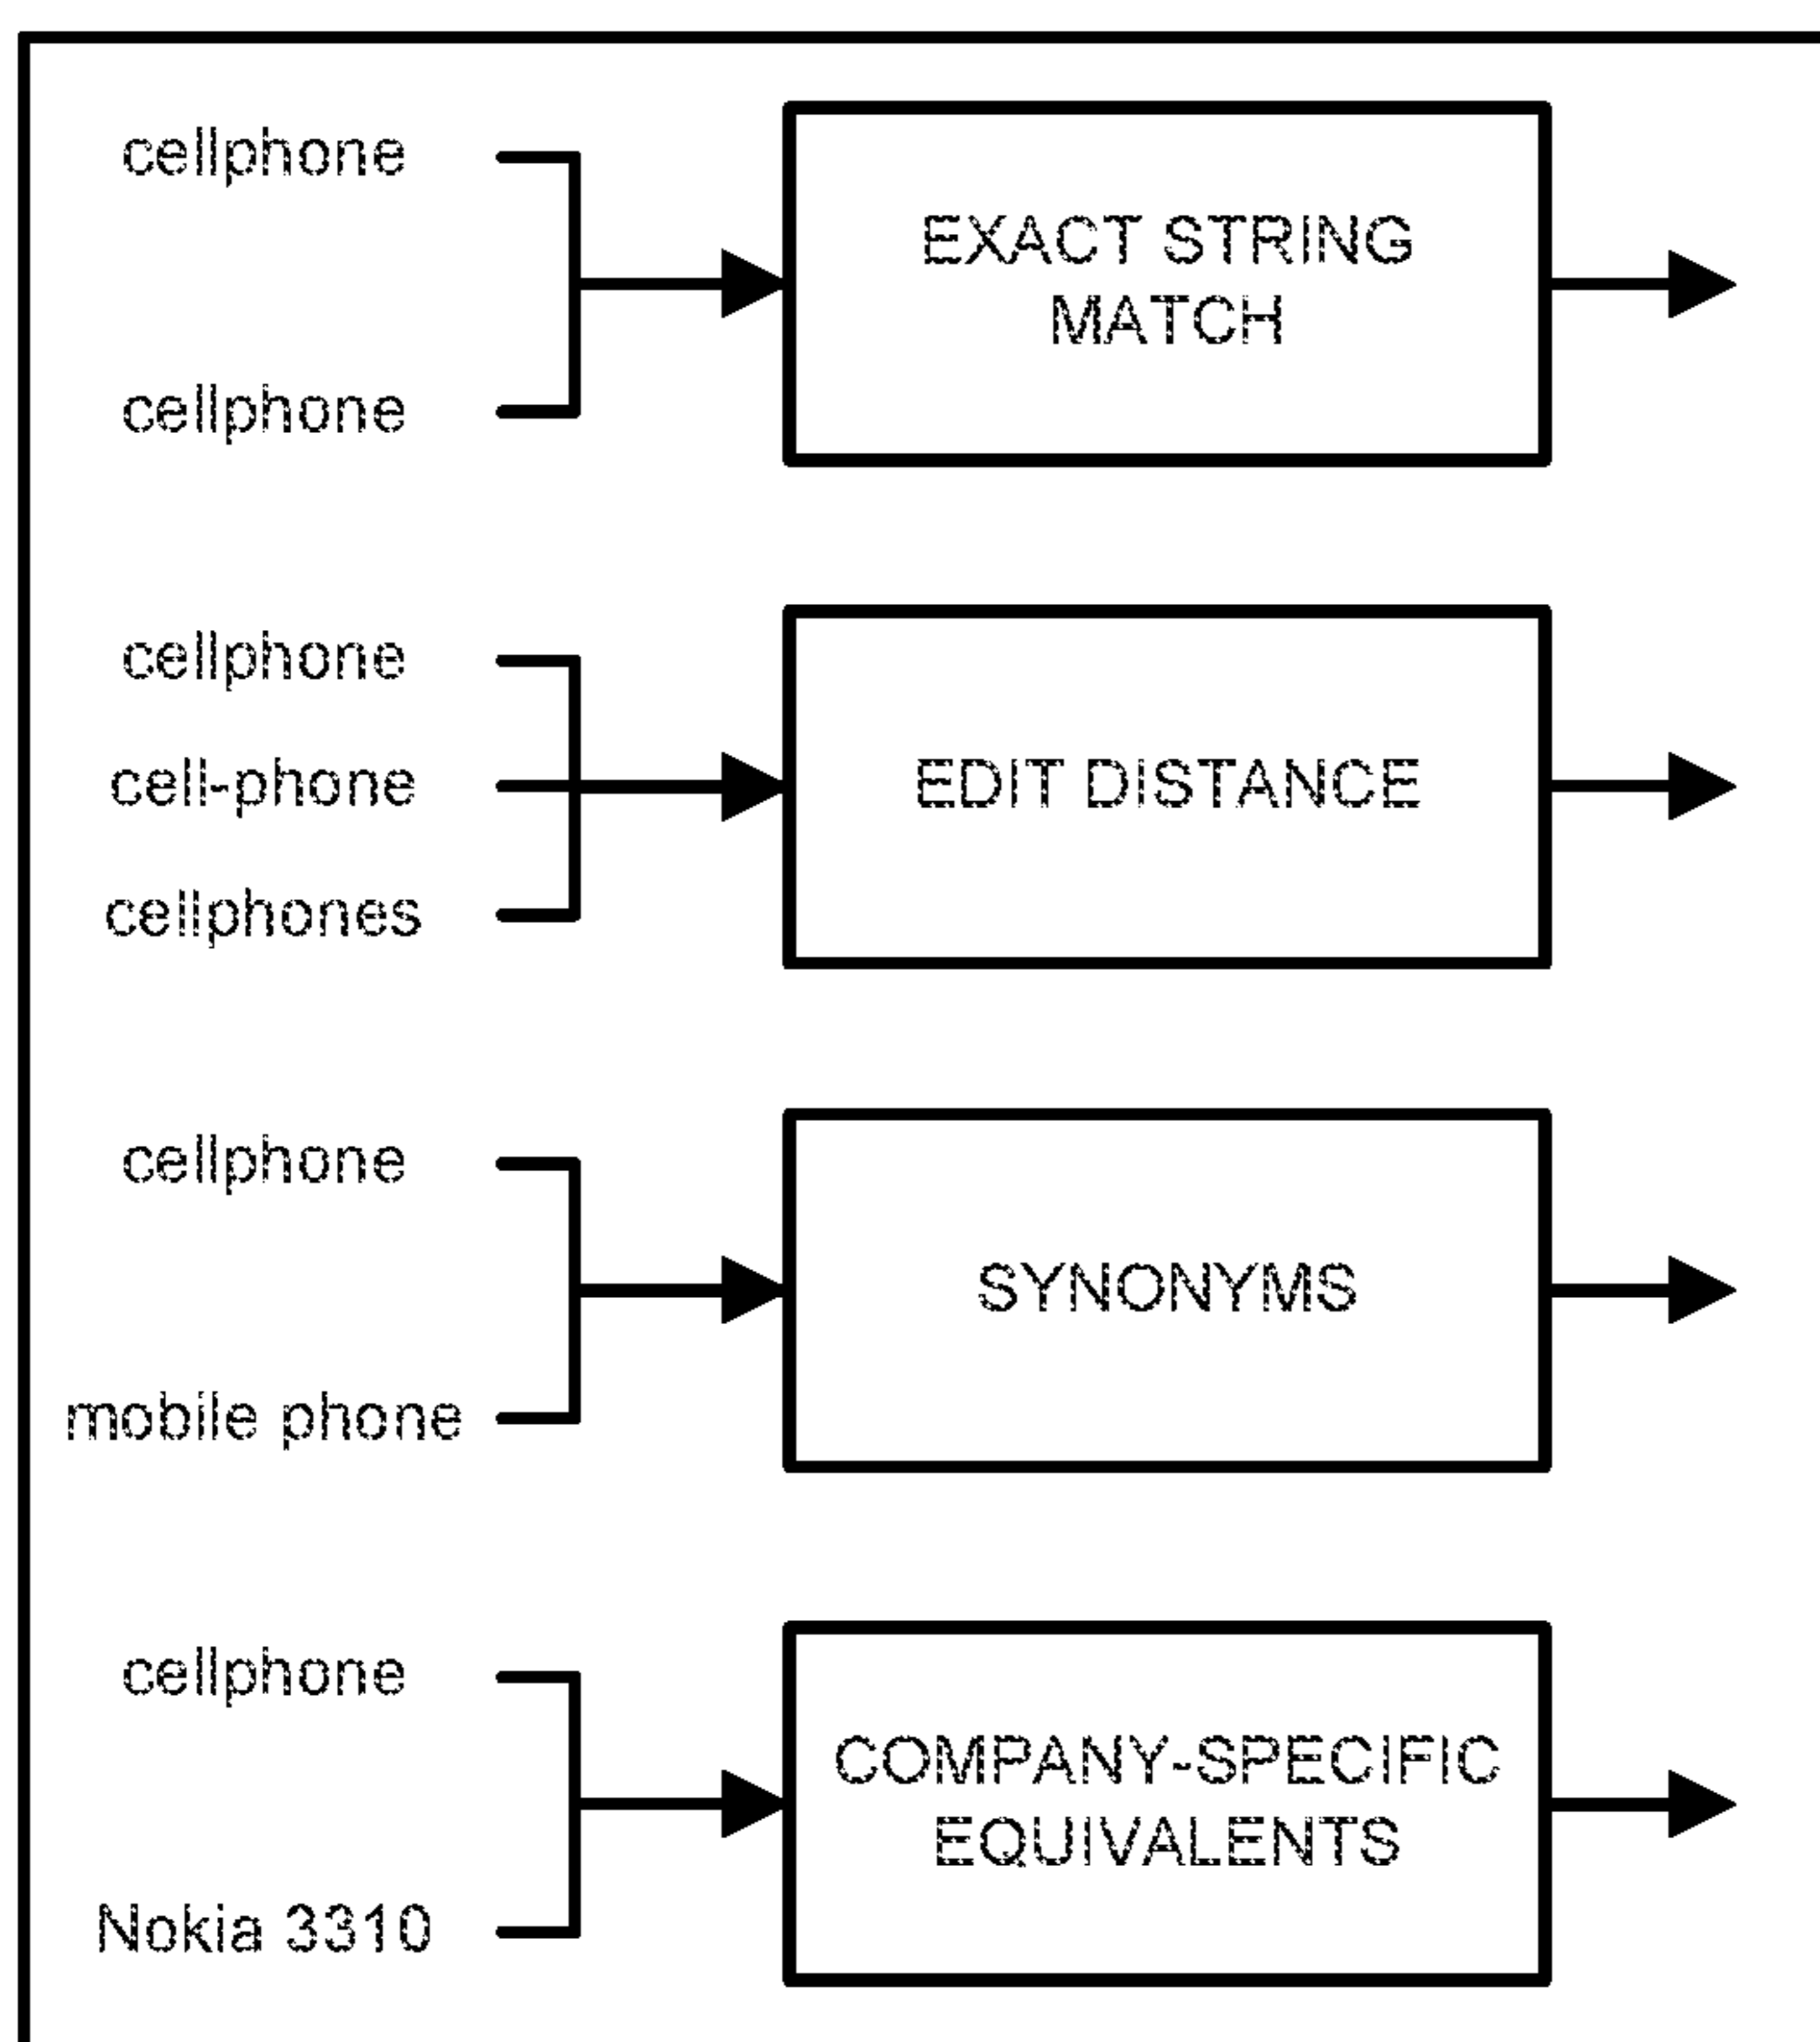 cellphone
EXACT STRING
MATCH
cellphone
cellphone
cell-phone
EDIT DISTANCE
cellphones
cellphone
SYNONYMS
mobile phone
cellphone
COMPANY-SPECIFIC
EQUIVALENTS
Nokia 3310